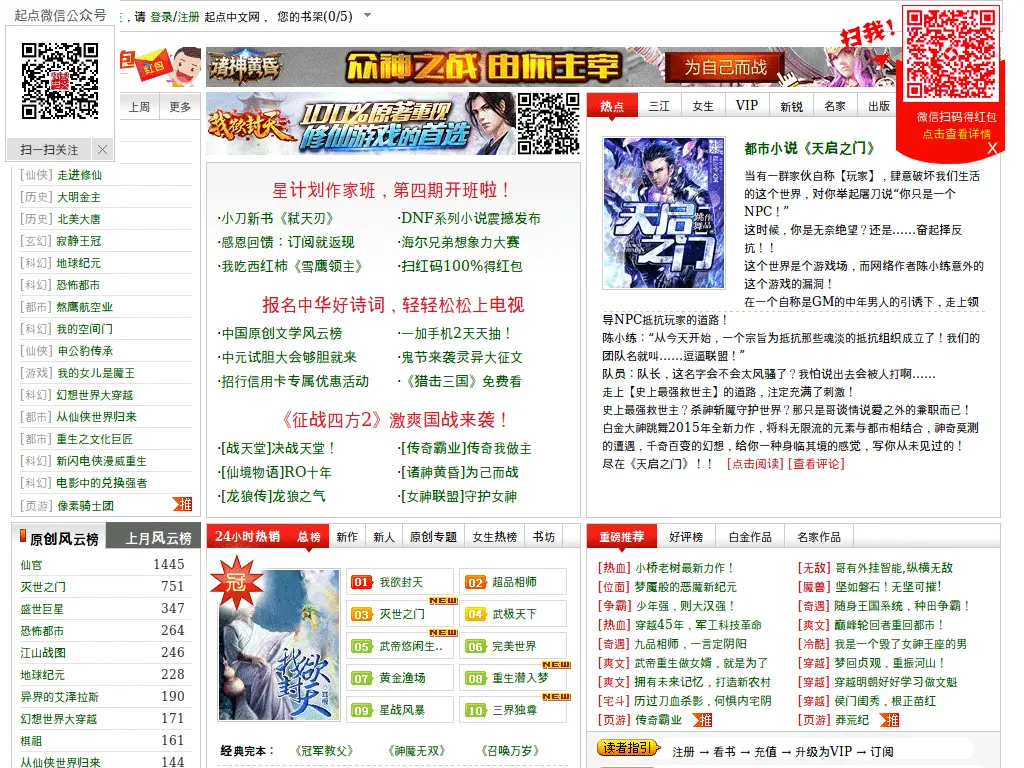 起点微信公众号
扫一扫关注
，请 登录/注册 起点中文网， 您的书架(0/5)
红包
诸神黄昏
众神之战 由你主宰
为自己而战
扫我！
微信扫码得红包
点击查看详情
X
上周 更多
[仙侠] 走进修仙
[历史] 大明金主
[历史] 北美大唐
[玄幻] 寂静王冠
[科幻] 地球纪元
[科幻] 恐怖都市
[都市] 熬鹰航空业
[科幻] 我的空间门
[仙侠] 申公豹传承
[游戏] 我的女儿是魔王
[科幻] 幻想世界大穿越
[都市] 从仙侠世界归来
[都市] 重生之文化巨匠
[科幻] 新闪电侠漫威重生
[科幻] 电影中的兑换强者
[页游] 像素骑士团 推
我欲封天
100%原著重现
修仙游戏的首选
星计划作家班，第四期开班啦！
·小刀新书《弑天刃》 ·DNF系列小说震撼发布
·感恩回馈：订阅就返现 ·海尔兄弟想象力大赛
·我吃西红柿《雪鹰领主》 ·扫红码100%得红包
报名中华好诗词，轻轻松松上电视
·中国原创文学风云榜 ·一加手机2天天抽！
·中元试胆大会够胆就来 ·鬼节来袭灵异大征文
·招行信用卡专属优惠活动 ·《猎击三国》免费看
《征战四方2》激爽国战来袭！
·[战天堂]决战天堂！ ·[传奇霸业]传奇我做主
·[仙境物语]RO十年 ·[诸神黄昏]为己而战
·[龙狼传]龙狼之气 ·[女神联盟]守护女神
热点 三江 女生 VIP 新锐 名家 出版
天启之门
跳舞作品
都市小说《天启之门》
当有一群家伙自称【玩家】，肆意破坏我们生活
的这个世界，对你举起屠刀说“你只是一个
NPC！”
这时候，你是无奈绝望？还是……奋起择反
抗！！
这个世界是个游戏场，而网络作者陈小练意外的
这个游戏的漏洞！
在一个自称是GM的中年男人的引诱下，走上领
导NPC抵抗玩家的道路！
陈小练：“从今天开始，一个宗旨为抵抗那些魂淡的抵抗组织成立了！我们的
团队名就叫……逗逼联盟！”
队员：队长，这名字会不会太风骚了？我怕说出去会被人打啊……
走上【史上最强救世主】的道路，注定充满了刺激！
史上最强救世主？杀神斩魔守护世界？那只是哥谈情说爱之外的兼职而已！
白金大神跳舞2015年全新力作，将科无限流的元素与都市相结合，神奇莫测
的遭遇，千奇百变的幻想，给你一种身临其境的感觉，写你从未见过的！
尽在《天启之门》！！ [点击阅读] [查看评论]
原创风云榜 上月风云榜
仙官 1445
灭世之门 751
盛世巨星 347
恐怖都市 264
江山战图 246
地球纪元 228
异界的艾泽拉斯 190
幻想世界大穿越 171
棋祖 161
从仙侠世界归来 144
24小时热销 总榜 新作 新人 原创专题 女生热榜 书坊
冠
我欲封天
01 我欲封天 02 超品相师
03 灭世之门 NEW 04 武极天下
05 武帝悠闲生.. NEW 06 完美世界
07 黄金渔场 08 重生潜入梦 NEW
09 星战风暴 10 三界独尊 NEW
经典完本： 《冠军教父》 《神魔无双》 《召唤万岁》
重磅推荐 好评榜 白金作品 名家作品
[热血] 小桥老树最新力作！ [无敌] 哥有外挂智能,纵横无敌
[位面] 梦魇般的恶魔新纪元 [魔兽] 坚如磐石！无坚可摧!
[争霸] 少年强，则大汉强！ [奇遇] 随身王国系统，种田争霸！
[热血] 穿越45年，军工科技革命 [爽文] 巅峰轮回者重回都市！
[奇遇] 九品相师，一言定阴阳 [冷酷] 我是一个毁了女神王座的男
[爽文] 武帝重生做女婿，就是为了 [穿越] 梦回贞观，重振河山！
[爽文] 拥有未来记忆，打造新农村 [穿越] 穿越明朝好好学习做文魁
[宅斗] 历过刀血杀影，何惧内宅阴 [穿越] 侯门闺秀，根正苗红
[页游] 传奇霸业 推 [页游] 莽荒纪 推
读者指引 注册 → 看书 → 充值 → 升级为VIP → 订阅